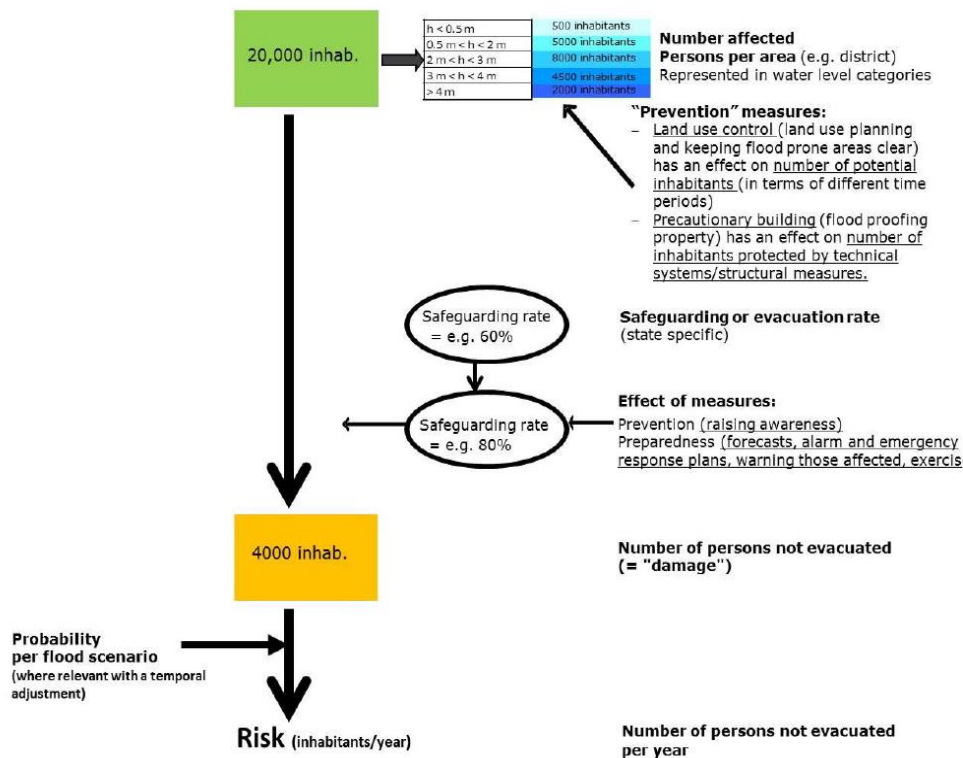 20,000 inhab.
h < 0.5 m
500 inhabitants
0.5 m < h < 2 m
5000 inhabitants
2 m < h < 3 m
8000 inhabitants
3 m < h < 4 m
4500 inhabitants
> 4 m
2000 inhabitants
Number affected
Persons per area (e.g. district)
Represented in water level categories
“Prevention” measures:
– Land use control (land use planning
and keeping flood prone areas clear)
has an effect on number of potential
inhabitants (in terms of different time
periods)
– Precautionary building (flood proofing
property) has an effect on number of
inhabitants protected by technical
systems/structural measures.
Safeguarding rate
= e.g. 60%
Safeguarding or evacuation rate
(state specific)
Safeguarding rate
= e.g. 80%
Effect of measures:
Prevention (raising awareness)
Preparedness (forecasts, alarm and emergency
response plans, warning those affected, exercis
4000 inhab.
Number of persons not evacuated
(= "damage")
Probability
per flood scenario
(where relevant with a temporal
adjustment)
Risk (inhabitants/year)
Number of persons not evacuated
per year